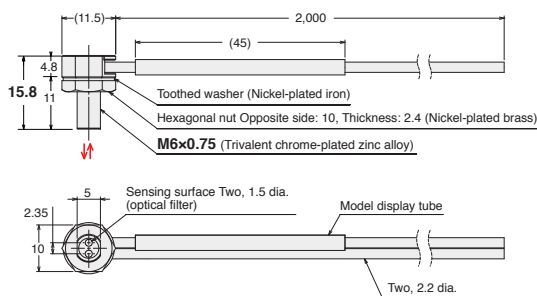 (11.5)
2,000
(45)
4.8
15.8
11
Toothed washer (Nickel-plated iron)
Hexagonal nut Opposite side: 10, Thickness: 2.4 (Nickel-plated brass)
M6×0.75 (Trivalent chrome-plated zinc alloy)
5
Sensing surface Two, 1.5 dia.
(optical filter)
Model display tube
2.35
10
Two, 2.2 dia.